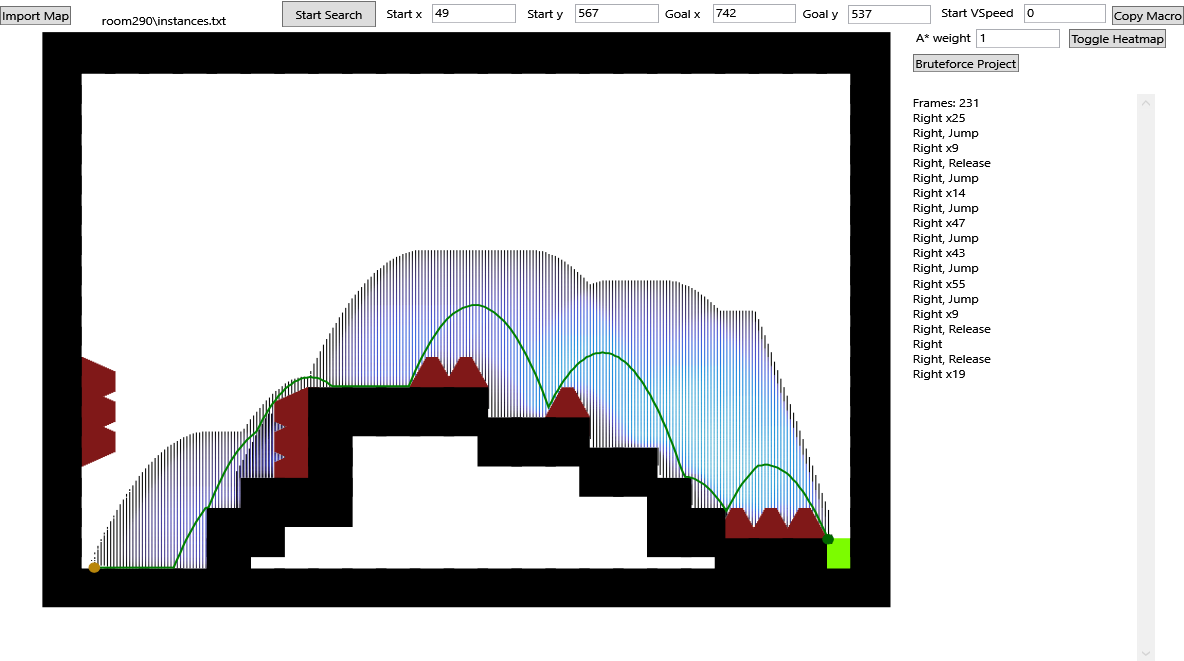 Import Map
room290\instances.txt
Start Search
Start x 49 Start y 567 Goal x 742 Goal y 537 Start VSpeed 0
Copy Macro
A* weight 1
Toggle Heatmap
Bruteforce Project
Frames: 231
Right x25
Right, Jump
Right x9
Right, Release
Right, Jump
Right x14
Right, Jump
Right x47
Right, Jump
Right x43
Right, Jump
Right x55
Right, Jump
Right x9
Right, Release
Right
Right, Release
Right x19